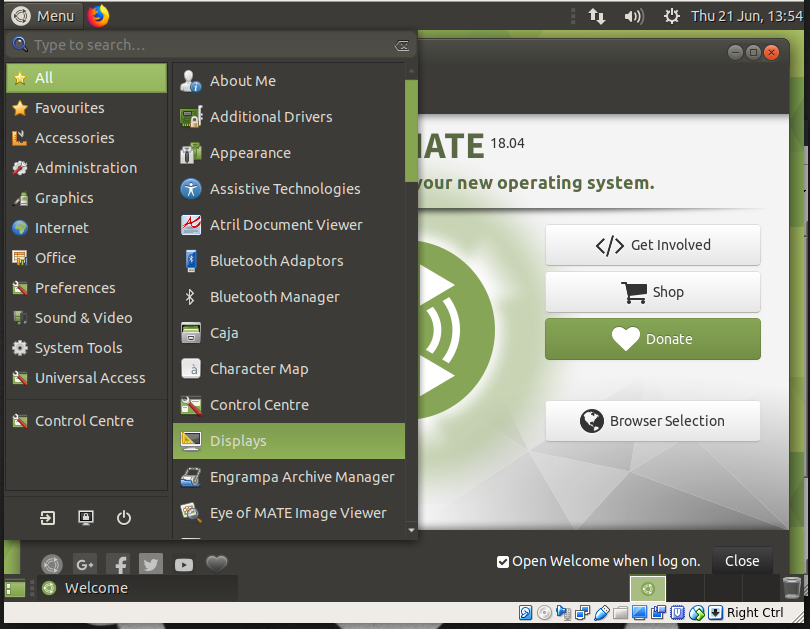 Menu
Thu 21 Jun, 13:54
Type to search...
All
Favourites
Accessories
Administration
Graphics
Internet
Office
Preferences
Sound & Video
System Tools
Universal Access
Control Centre
About Me
Additional Drivers
Appearance
Assistive Technologies
Atril Document Viewer
Bluetooth Adaptors
Bluetooth Manager
Caja
Character Map
Control Centre
Displays
Engrampa Archive Manager
Eye of MATE Image Viewer
MATE 18.04
your new operating system.
</> Get Involved
Shop
Donate
Browser Selection
G+
Open Welcome when I log on.
Close
Welcome
Right Ctrl